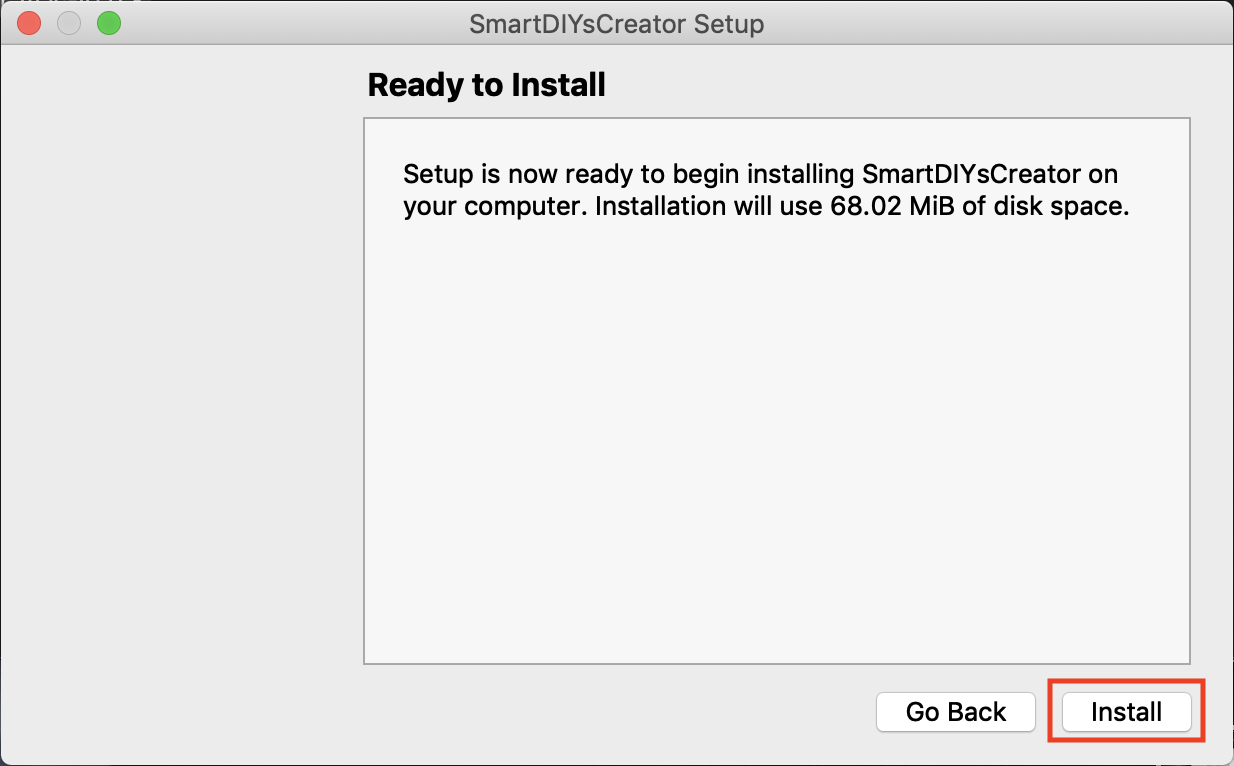 SmartDIYsCreator Setup
Ready to Install
Setup is now ready to begin installing SmartDIYsCreator on
your computer. Installation will use 68.02 MiB of disk space.
Go Back
Install